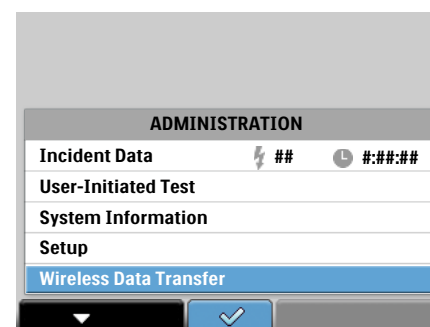 ADMINISTRATION
Incident Data ## #:##:##
User-Initiated Test
System Information
Setup
Wireless Data Transfer